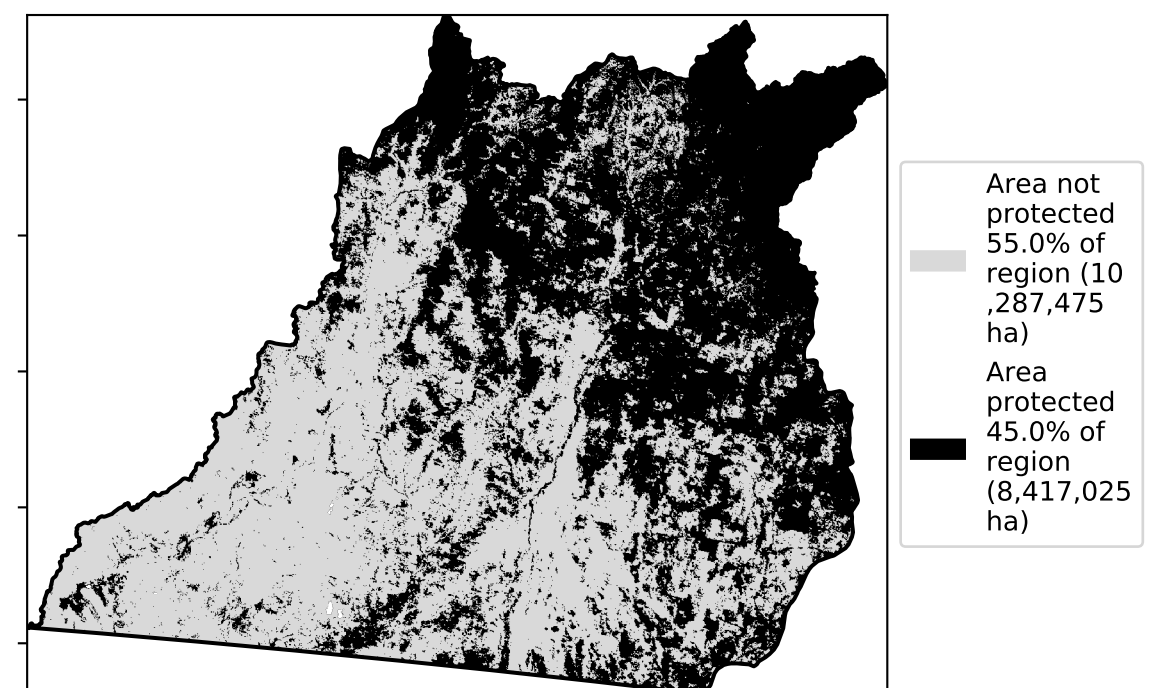 Area not
protected
55.0% of
region (10
,287,475
ha)
Area
protected
45.0% of
region
(8,417,025
ha)